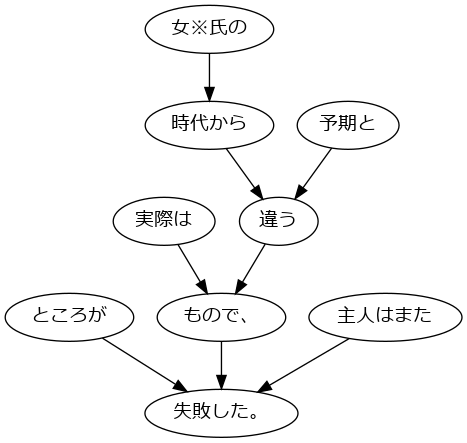 女※氏の
時代から
予期と
実際は
違う
ところが
もので、
主人はまた
失敗した。